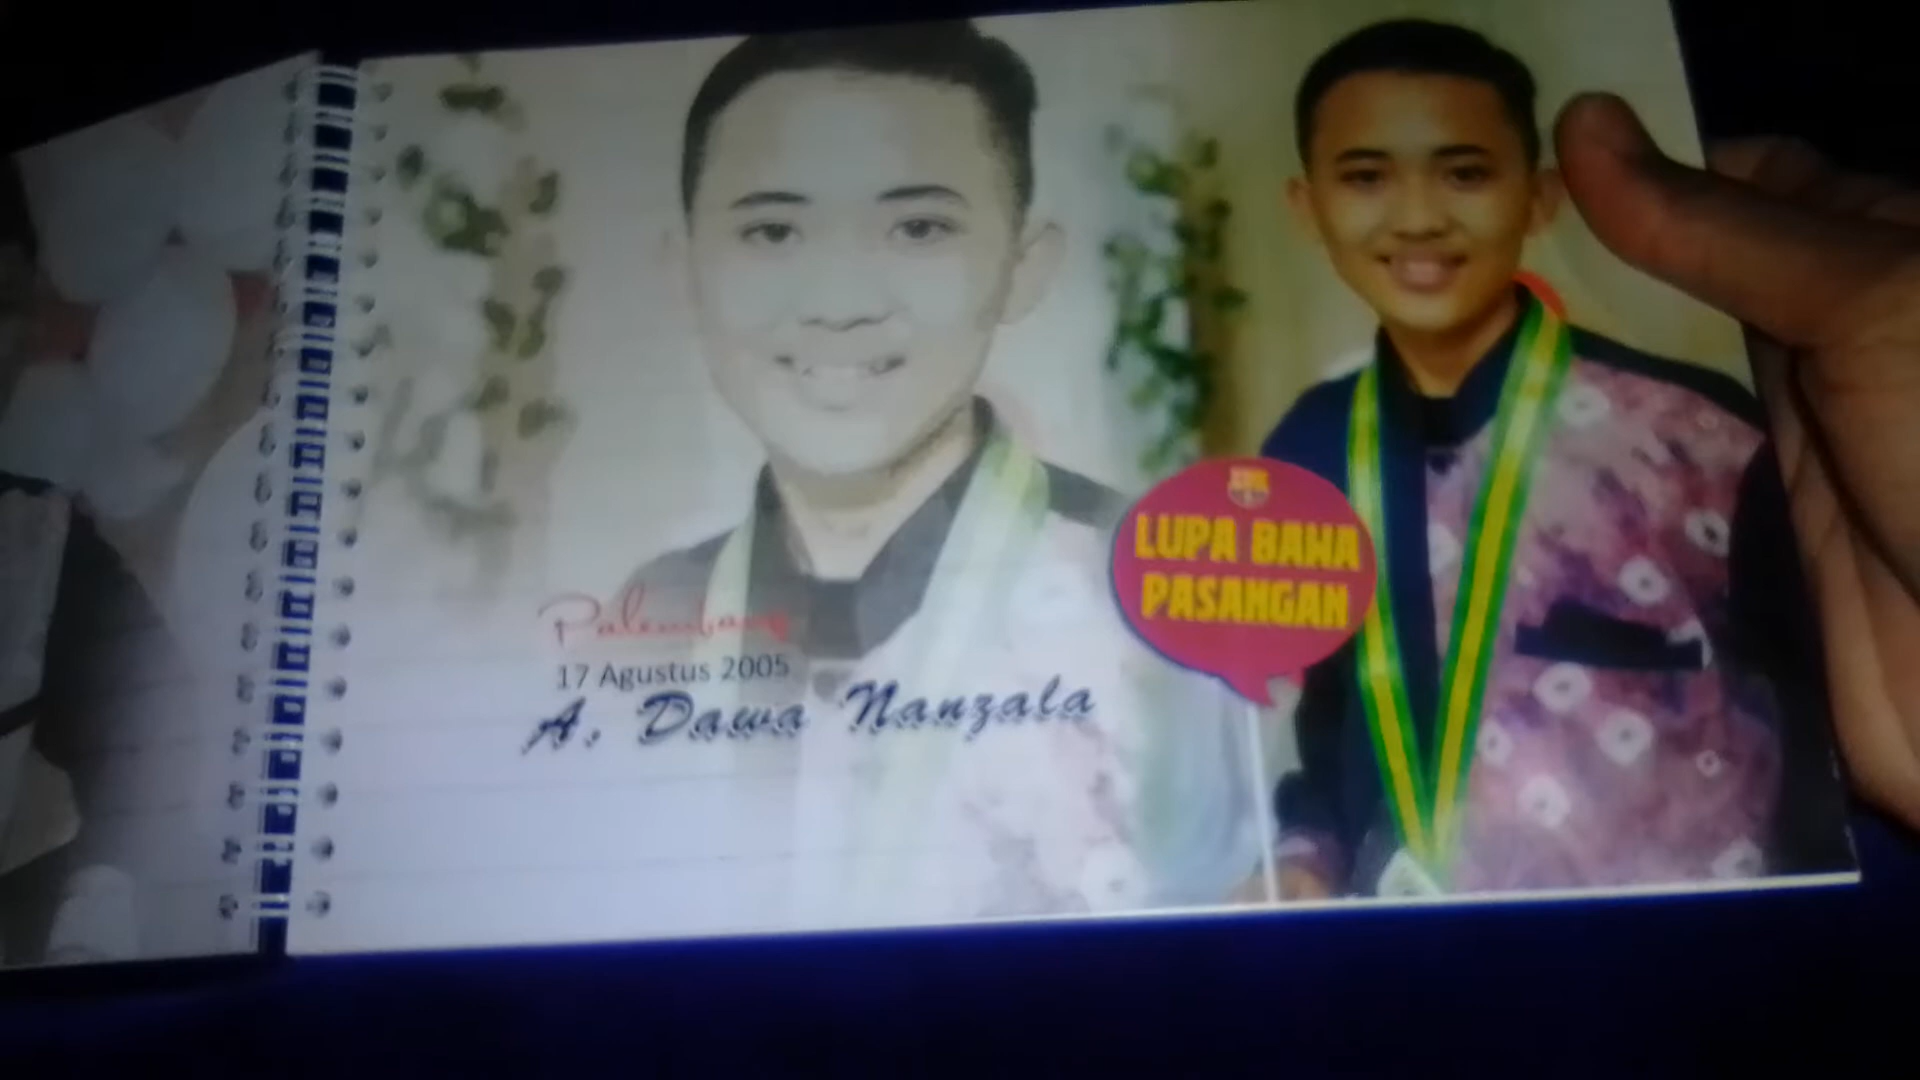 Palembang
17 Agustus 2005
A. Dawa Nanzala
LUPA BAWA
PASANGAN